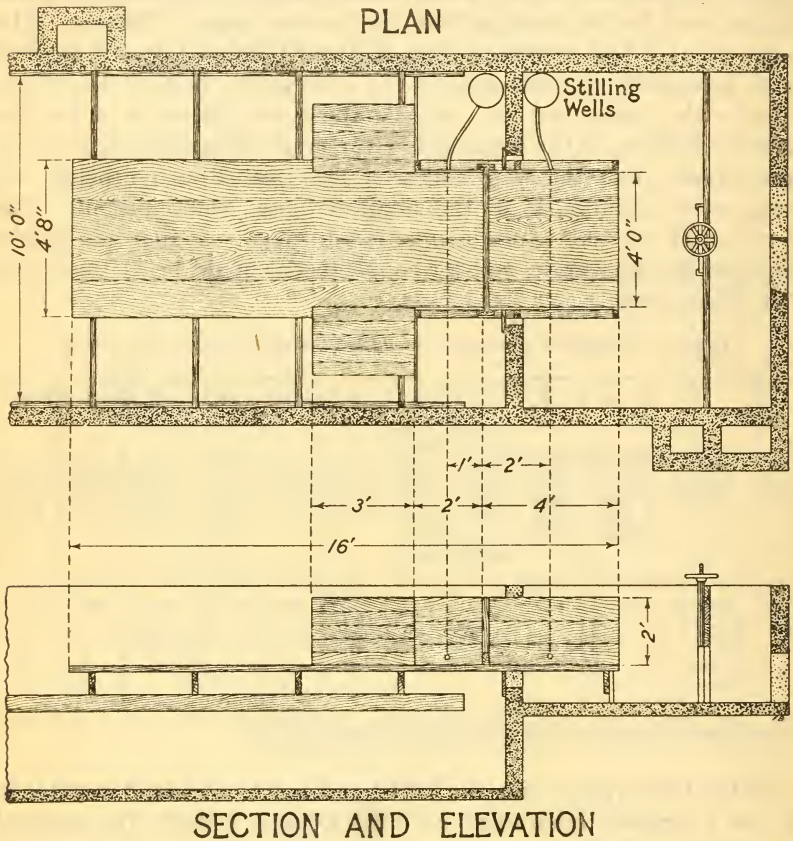 PLAN
Stilling
Wells
10' 0"
4' 8"
4' 0"
1'
2'
3'
2'
4'
16'
2'
SECTION AND ELEVATION